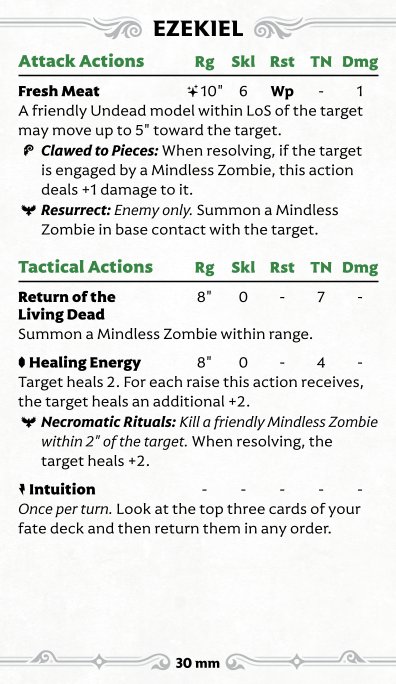 EZEKIEL
Attack Actions Rg Skl Rst TN Dmg
Fresh Meat 10" 6 Wp - 1
A friendly Undead model within LoS of the target
may move up to 5" toward the target.
Clawed to Pieces: When resolving, if the target
is engaged by a Mindless Zombie, this action
deals +1 damage to it.
Resurrect: Enemy only. Summon a Mindless
Zombie in base contact with the target.
Tactical Actions Rg Skl Rst TN Dmg
Return of the 8" 0 - 7 -
Living Dead
Summon a Mindless Zombie within range.
Healing Energy 8" 0 - 4 -
Target heals 2. For each raise this action receives,
the target heals an additional +2.
Necromatic Rituals: Kill a friendly Mindless Zombie
within 2" of the target. When resolving, the
target heals +2.
Intuition - - - - -
Once per turn. Look at the top three cards of your
fate deck and then return them in any order.
30 mm